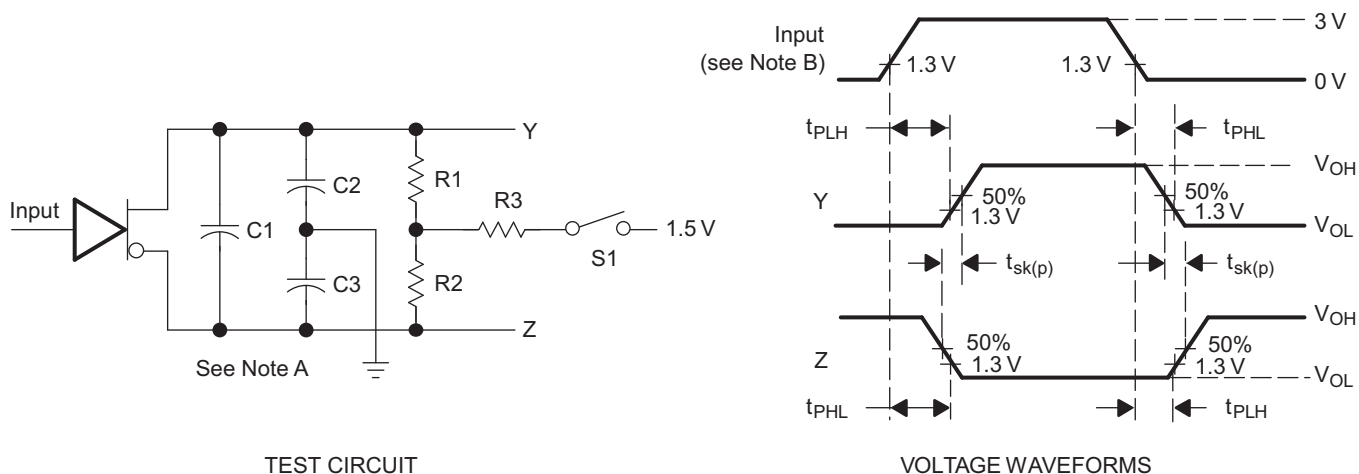 Input
C1
C2
C3
R1
R2
R3
S1
1.5 V
Y
Z
See Note A
TEST CIRCUIT
Input
(see Note B)
1.3 V
1.3 V
3 V
0 V
tPLH
tPHL
Y
50%
1.3 V
50%
1.3 V
VOH
VOL
tsk(p)
tsk(p)
Z
50%
1.3 V
50%
1.3 V
VOH
VOL
tPHL
tPLH
VOLTAGE WAVEFORMS